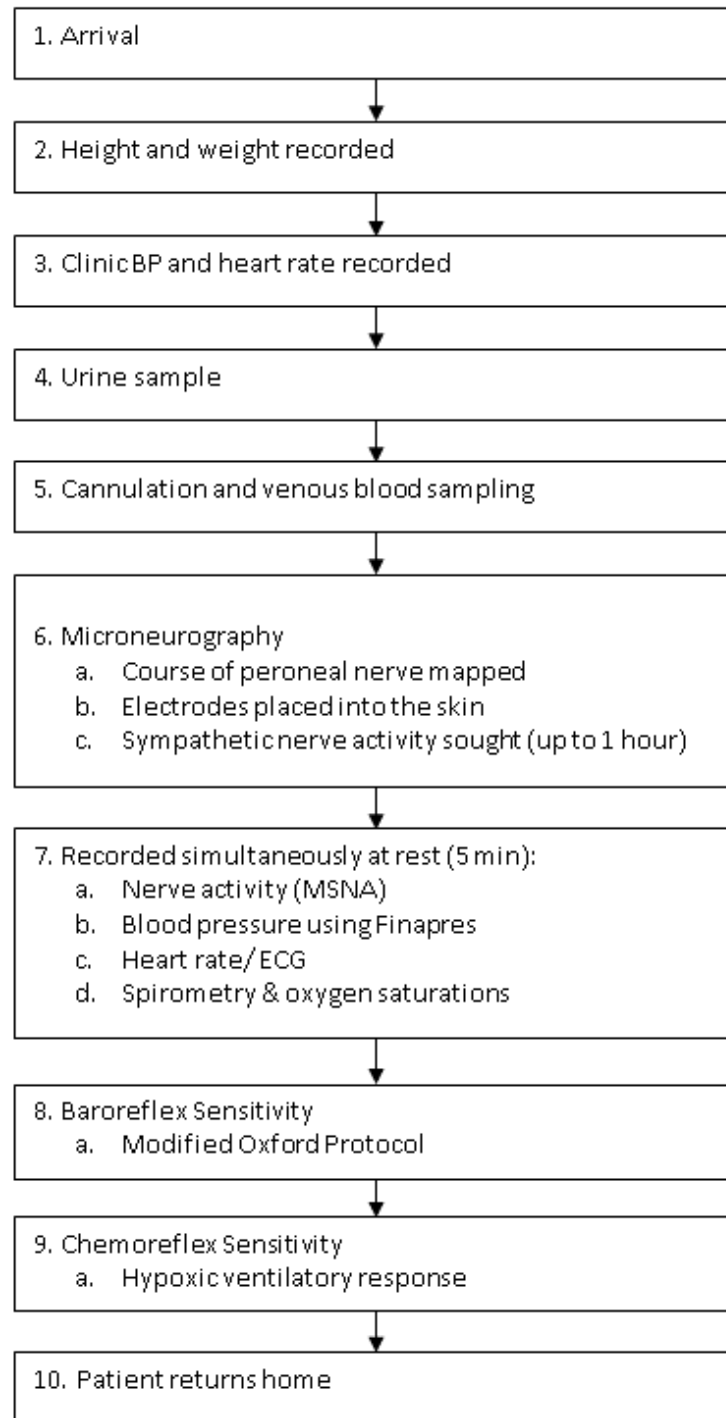 1. Arrival
2. Height and weight recorded
3. Clinic BP and heart rate recorded
4. Urine sample
5. Cannulation and venous blood sampling
6. Microneurography
a. Course of peroneal nerve mapped
b. Electrodes placed into the skin
c. Sympathetic nerve activity sought (up to 1 hour)
7. Recorded simultaneously at rest (5 min):
a. Nerve activity (MSNA)
b. Blood pressure using Finapres
c. Heart rate/ ECG
d. Spirometry & oxygen saturations
8. Baroreflex Sensitivity
a. Modified Oxford Protocol
9. Chemoreflex Sensitivity
a. Hypoxic ventilatory response
10. Patient returns home